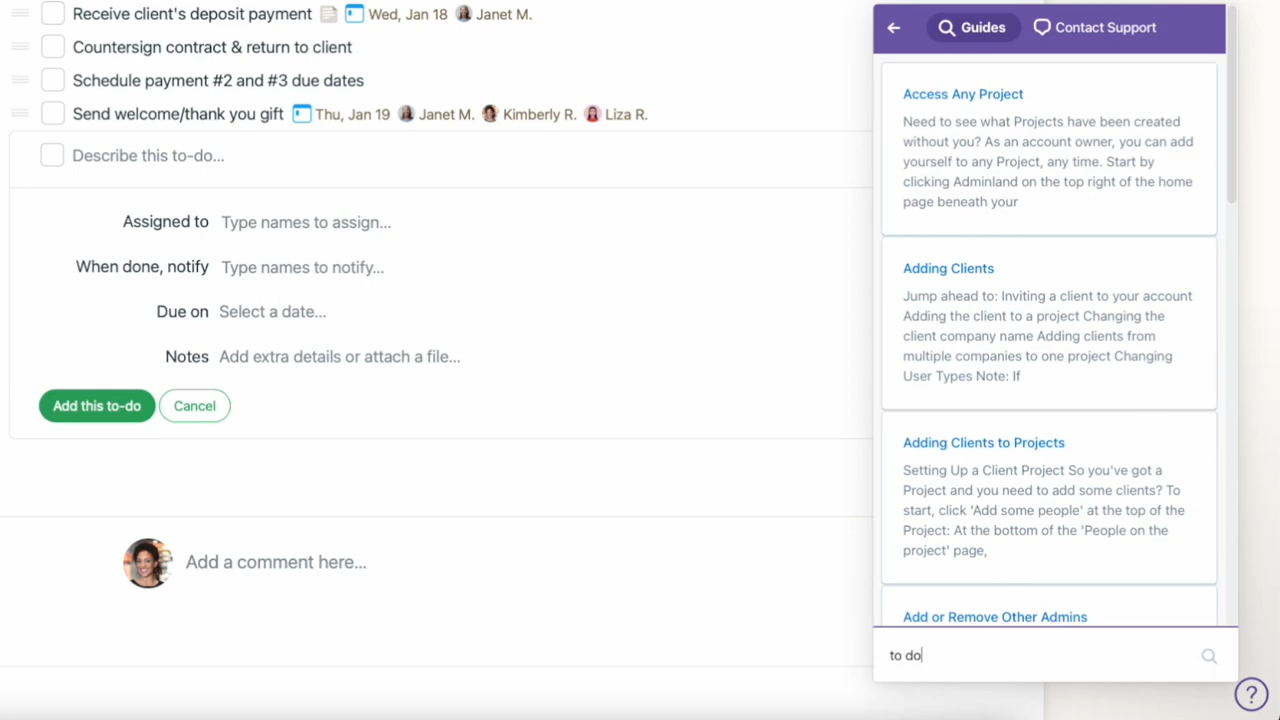 Receive client's deposit payment Wed, Jan 18 Janet M.
Countersign contract & return to client
Schedule payment #2 and #3 due dates
Send welcome/thank you gift Thu, Jan 19 Janet M. Kimberly R. Liza R.
Describe this to-do...
Assigned to Type names to assign...
When done, notify Type names to notify...
Due on Select a date...
Notes Add extra details or attach a file...
Add this to-do Cancel
Add a comment here...
Guides Contact Support
Access Any Project
Need to see what Projects have been created
without you? As an account owner, you can add
yourself to any Project, any time. Start by
clicking Adminland on the top right of the home
page beneath your
Adding Clients
Jump ahead to: Inviting a client to your account
Adding the client to a project Changing the
client company name Adding clients from
multiple companies to one project Changing
User Types Note: If
Adding Clients to Projects
Setting Up a Client Project So you've got a
Project and you need to add some clients? To
start, click 'Add some people' at the top of the
Project: At the bottom of the 'People on the
project' page,
Add or Remove Other Admins
to do
?